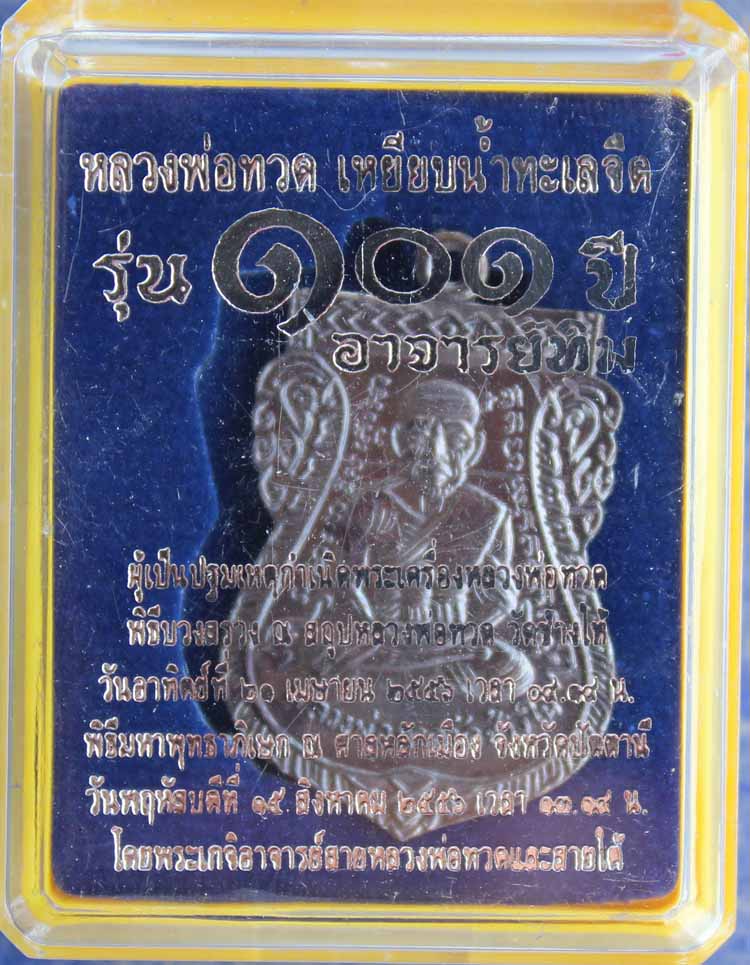 หลวงพ่อทวด เหยียบน้ำทะเลจืด
รุ่น ๑๐๑ ปี
อาจารย์ทิม
ผู้เป็นปฐมเหตุกำเนิดพระเครื่องหลวงพ่อทวด
พิธีบวงสรวง ณ สถูปหลวงพ่อทวด วัดช้างให้
วันอาทิตย์ที่ ๒๐ เมษายน ๒๕๕๖ เวลา ๐๙.๑๙ น.
พิธีมหาพุทธาภิเษก ณ ศาลหลักเมือง จังหวัดปัตตานี
วันพฤหัสบดีที่ ๑๕ สิงหาคม ๒๕๕๖ เวลา ๑๓.๑๙ น.
โดยพระเกจิอาจารย์สายหลวงพ่อทวดและสายใต้